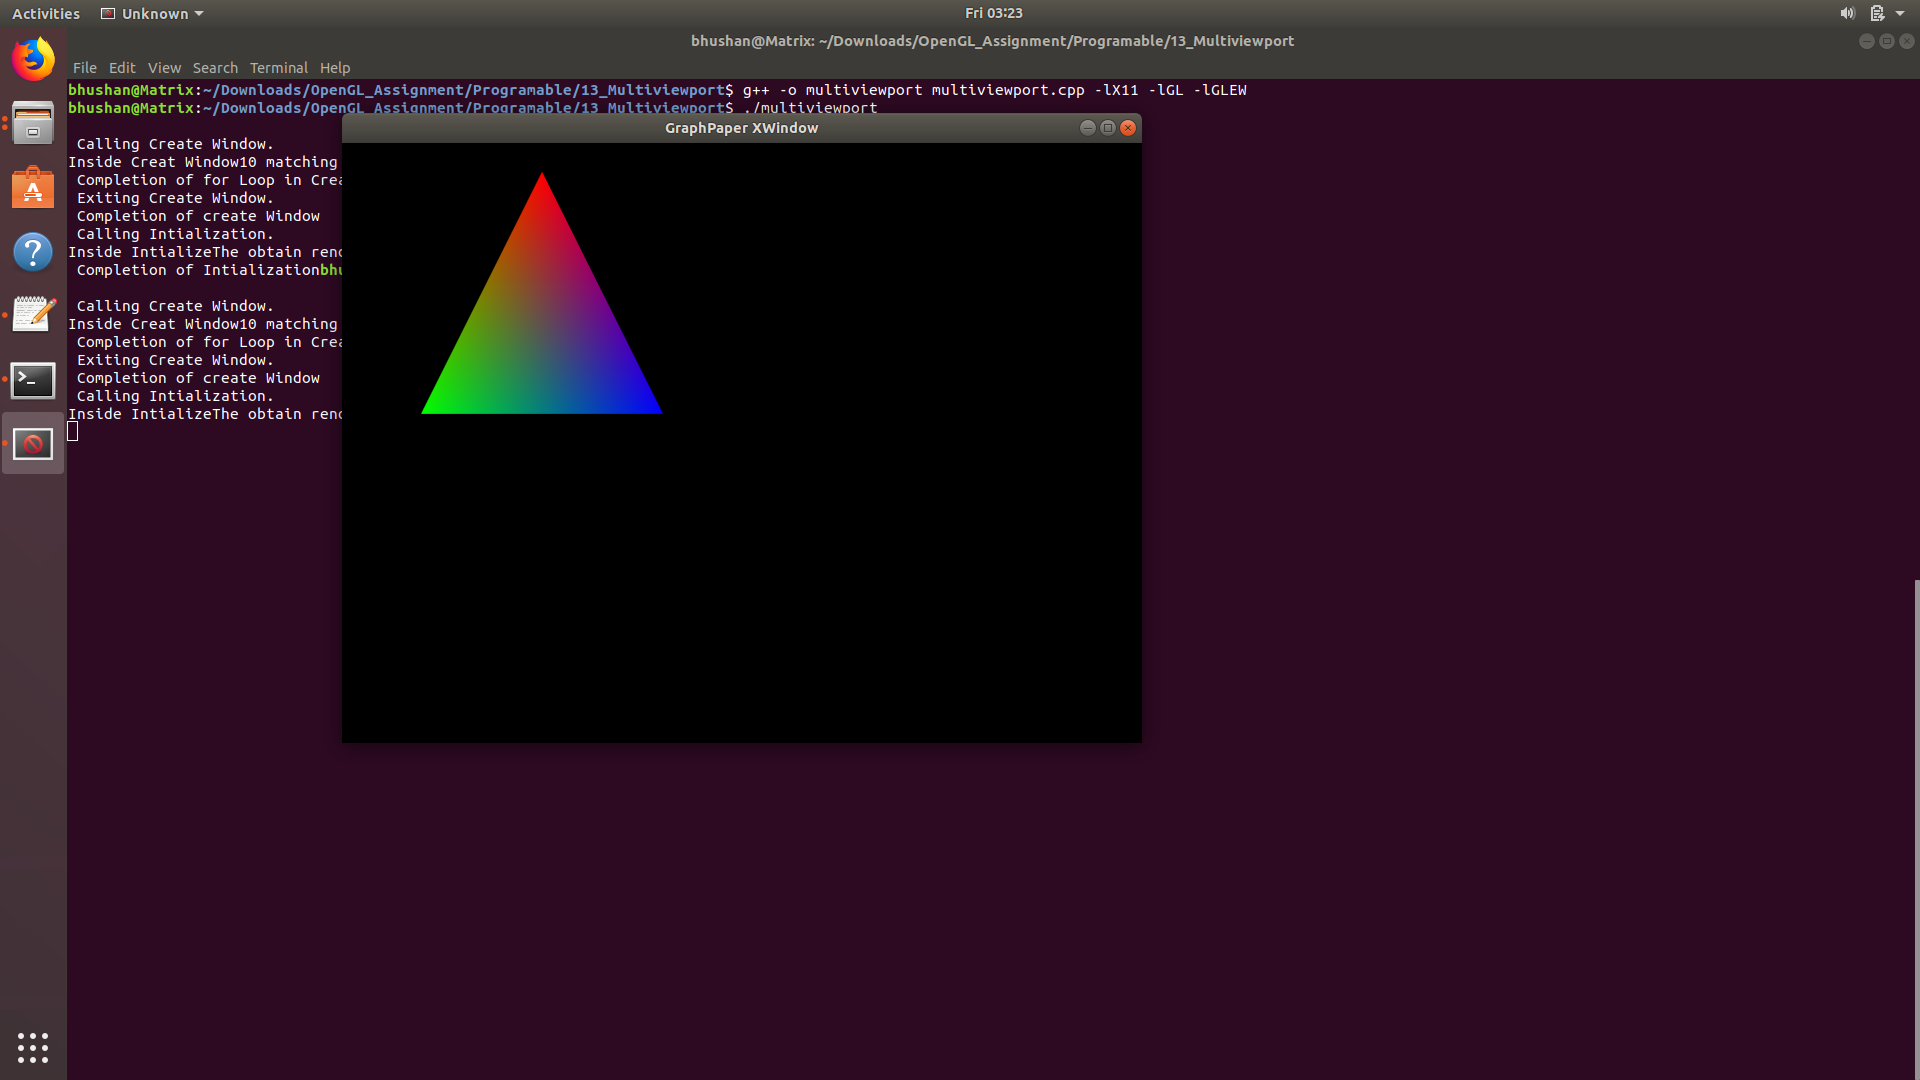 Activities Unknown Fri 03:23
bhushan@Matrix: ~/Downloads/OpenGL_Assignment/Programable/13_Multiviewport
File Edit View Search Terminal Help
bhushan@Matrix:~/Downloads/OpenGL_Assignment/Programable/13_Multiviewport$ g++ -o multiviewport multiviewport.cpp -lX11 -lGL -lGLEW
bhushan@Matrix:~/Downloads/OpenGL_Assignment/Programable/13_Multiviewport$ ./multiviewport
GraphPaper XWindow
Calling Create Window.
Inside Creat Window10 matching
Completion of for Loop in Crea
Exiting Create Window.
Completion of create Window
Calling Intialization.
Inside IntializeThe obtain rend
Completion of Intializationbhu
Calling Create Window.
Inside Creat Window10 matching
Completion of for Loop in Crea
Exiting Create Window.
Completion of create Window
Calling Intialization.
Inside IntializeThe obtain rend